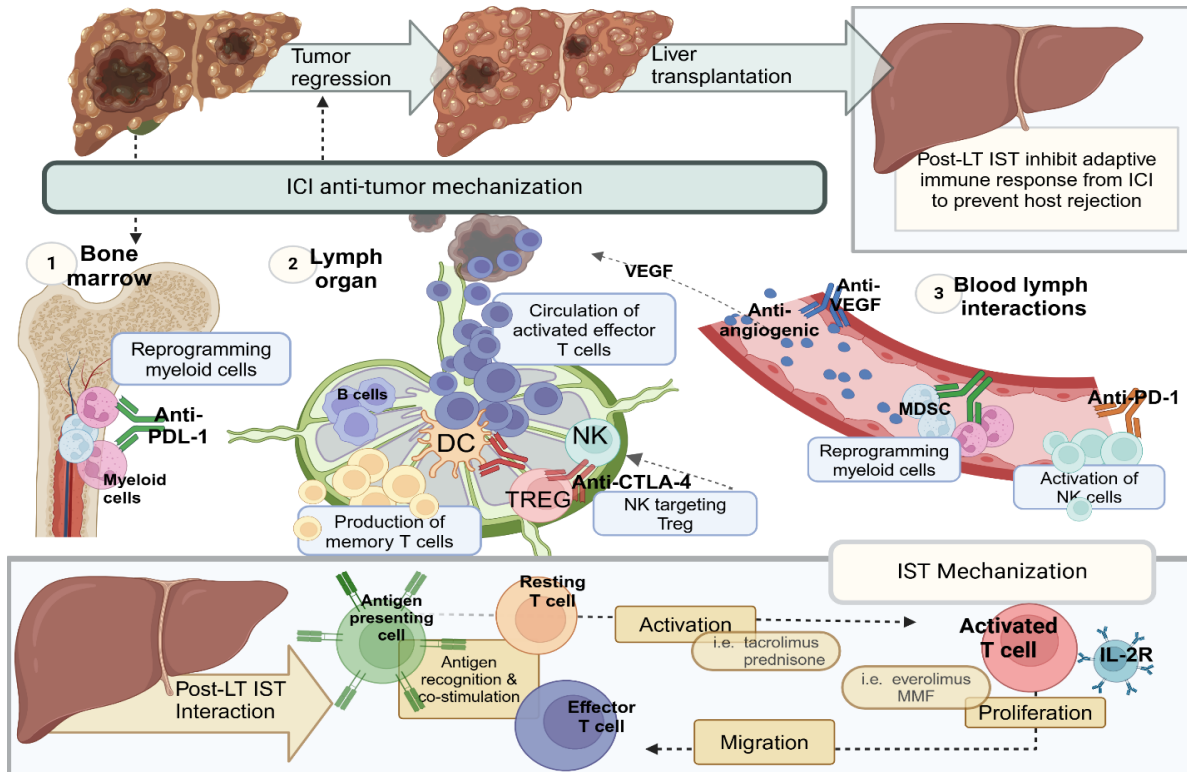 Tumor
regression
Liver
transplantation
Post-LT IST inhibit adaptive
immune response from ICI
to prevent host rejection
ICI anti-tumor mechanization
1
Bone
marrow
Reprogramming
myeloid cells
Anti-
PDL-1
Myeloid
cells
2
Lymph
organ
VEGF
Circulation of
activated effector
T cells
B cells
DC
NK
TREG
Anti-CTLA-4
NK targeting
Treg
Production of
memory T cells
3
Blood lymph
interactions
Anti-
VEGF
Anti-
angiogenic
MDSC
Anti-PD-1
Reprogramming
myeloid cells
Activation of
NK cells
IST Mechanization
Post-LT IST
Interaction
Antigen
presenting
cell
Resting
T cell
Antigen
recognition &
co-stimulation
Activation
i.e. tacrolimus
prednisone
Activated
T cell
IL-2R
i.e. everolimus
MMF
Proliferation
Migration
Effector
T cell